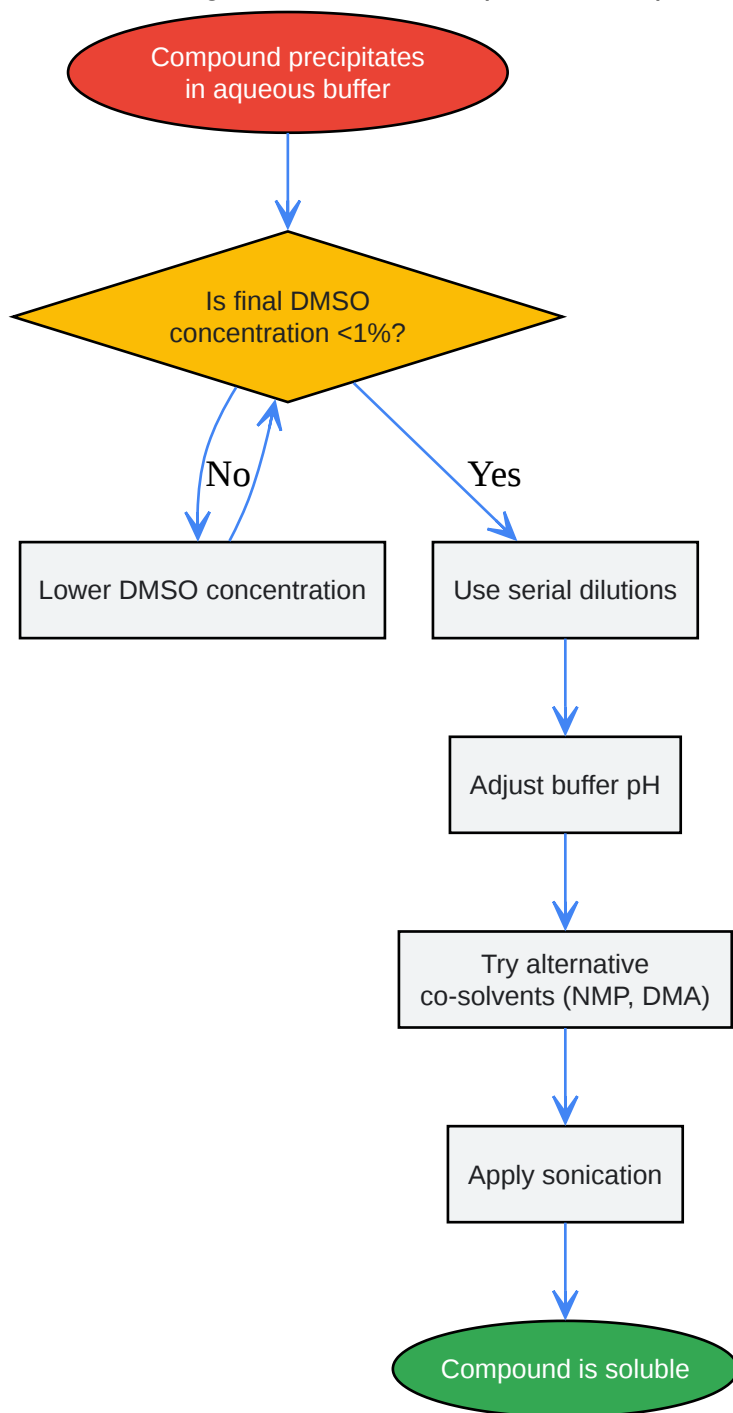 Compound precipitates
in aqueous buffer
Is final DMSO
concentration <1%?
No
Yes
Lower DMSO concentration
Use serial dilutions
Adjust buffer pH
Try alternative
co-solvents (NMP, DMA)
Apply sonication
Compound is soluble